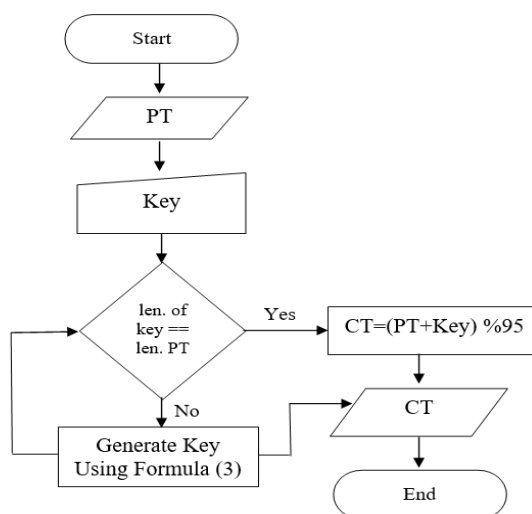 Start
PT
Key
len. of
key ==
len. PT
Yes
CT=(PT+Key) %95
No
CT
Generate Key
Using Formula (3)
End